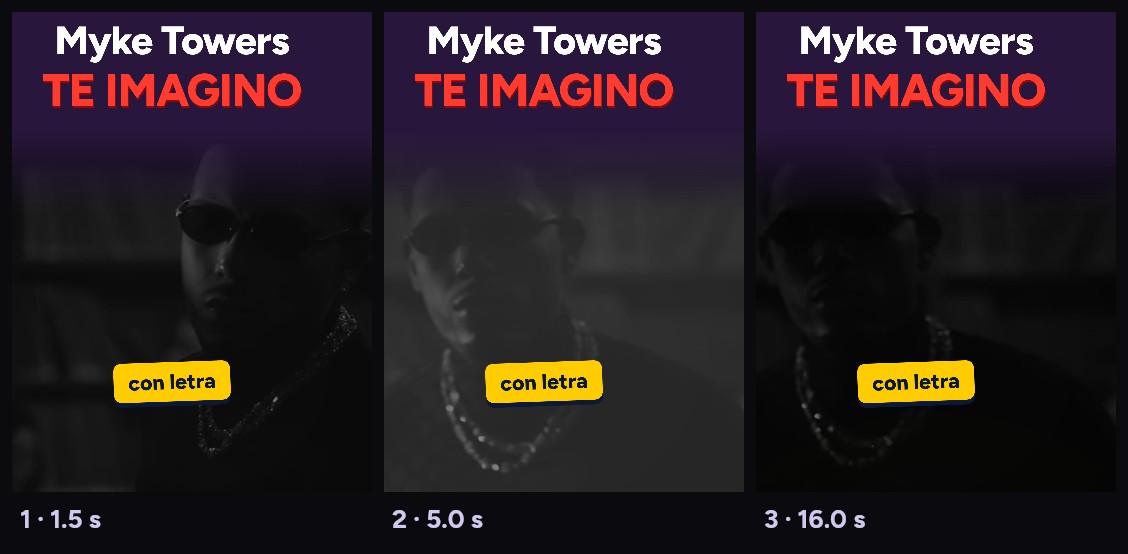 Myke Towers
TE IMAGINO
con letra
1 · 1.5 s
Myke Towers
TE IMAGINO
con letra
2 · 5.0 s
Myke Towers
TE IMAGINO
con letra
3 · 16.0 s